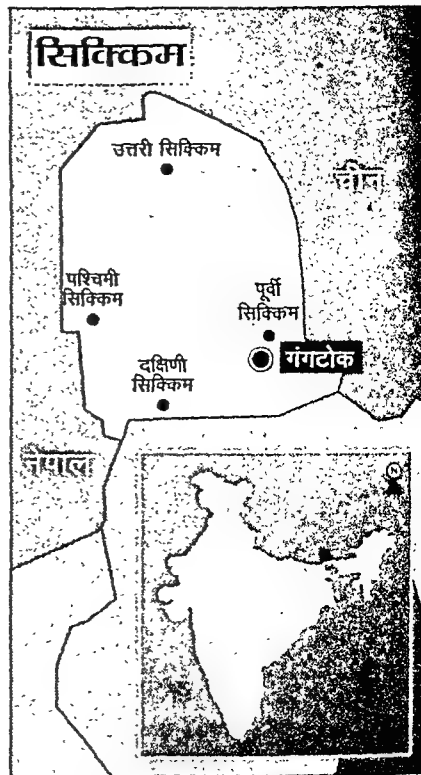 सिक्किम
उत्तरी सिक्किम
चीन
पश्चिमी
सिक्किम
पूर्वी
सिक्किम
गंगटोक
दक्षिणी
सिक्किम
नेपाल
N